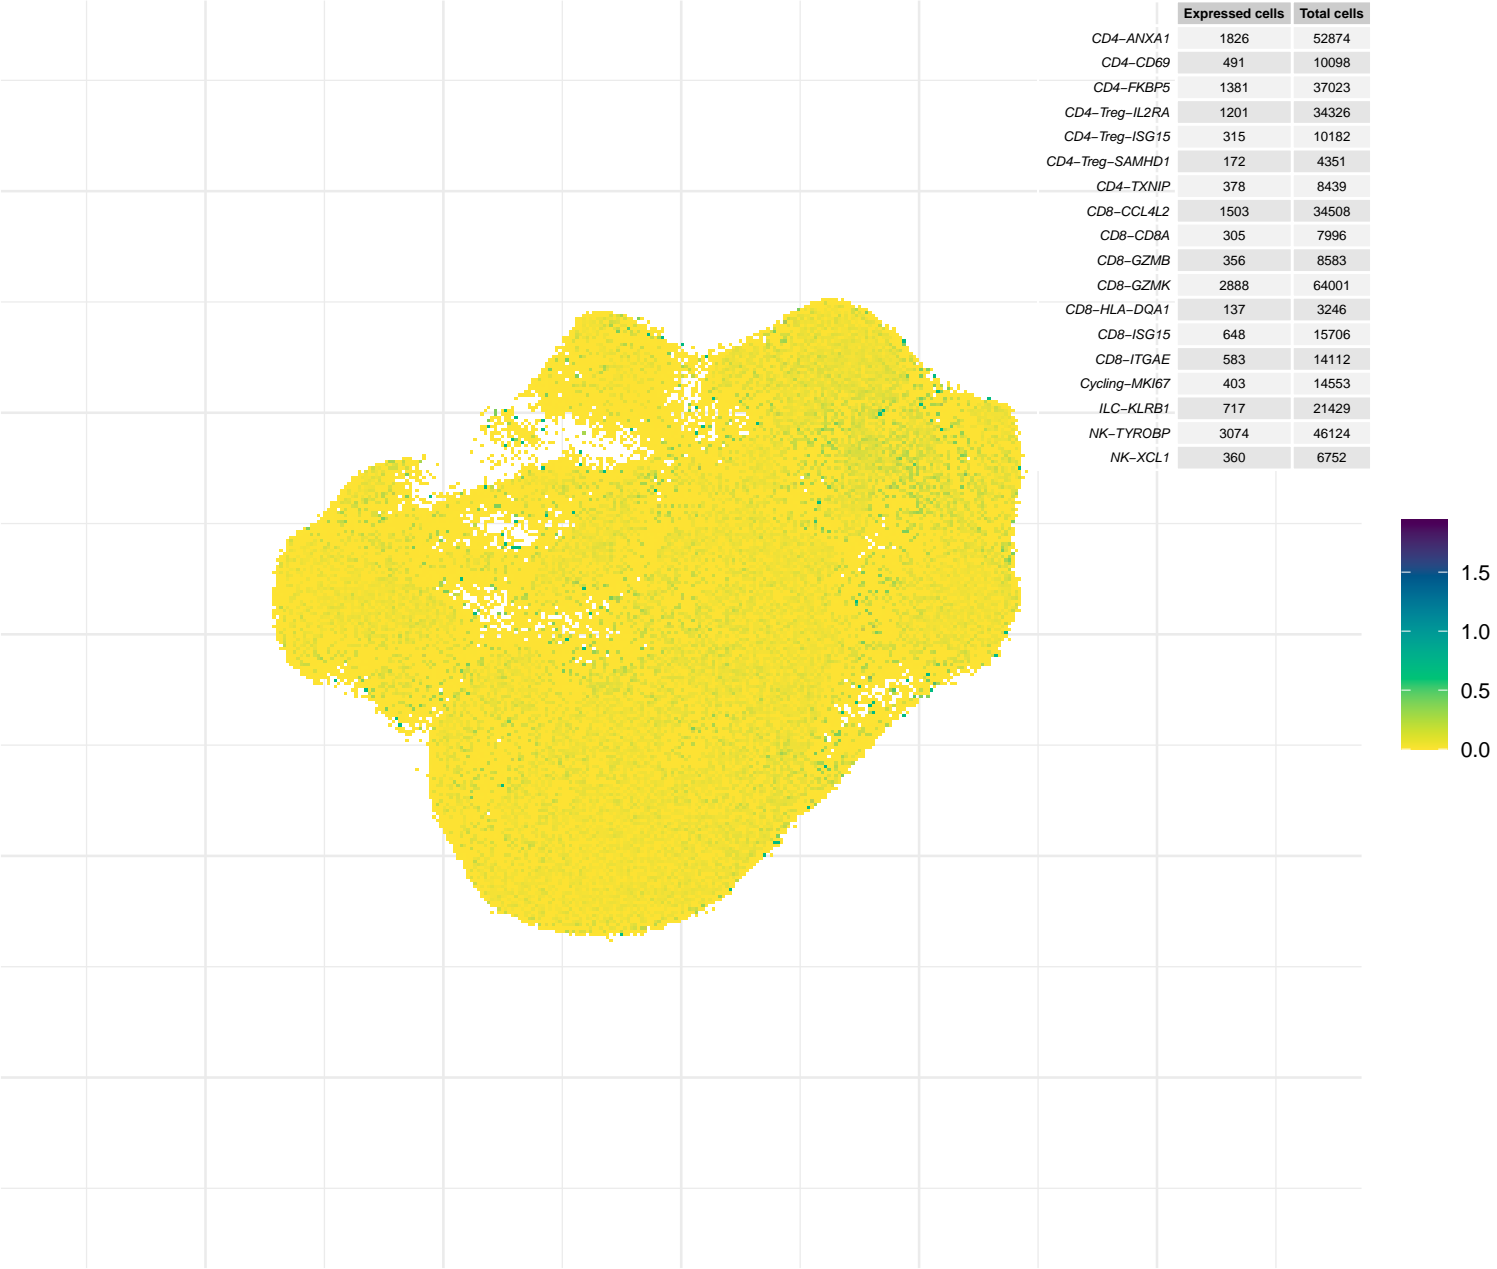 Expressed cells Total cells
CD4−ANXA1 1826 52874
CD4−CD69 491 10098
CD4−FKBP5 1381 37023
CD4−Treg−IL2RA 1201 34326
CD4−Treg−ISG15 315 10182
CD4−Treg−SAMHD1 172 4351
CD4−TXNIP 378 8439
CD8−CCL4L2 1503 34508
CD8−CD8A 305 7996
CD8−GZMB 356 8583
CD8−GZMK 2888 64001
CD8−HLA−DQA1 137 3246
CD8−ISG15 648 15706
CD8−ITGAE 583 14112
Cycling−MKI67 403 14553
ILC−KLRB1 717 21429
NK−TYROBP 3074 46124
NK−XCL1 360 6752
1.5
1.0
0.5
0.0